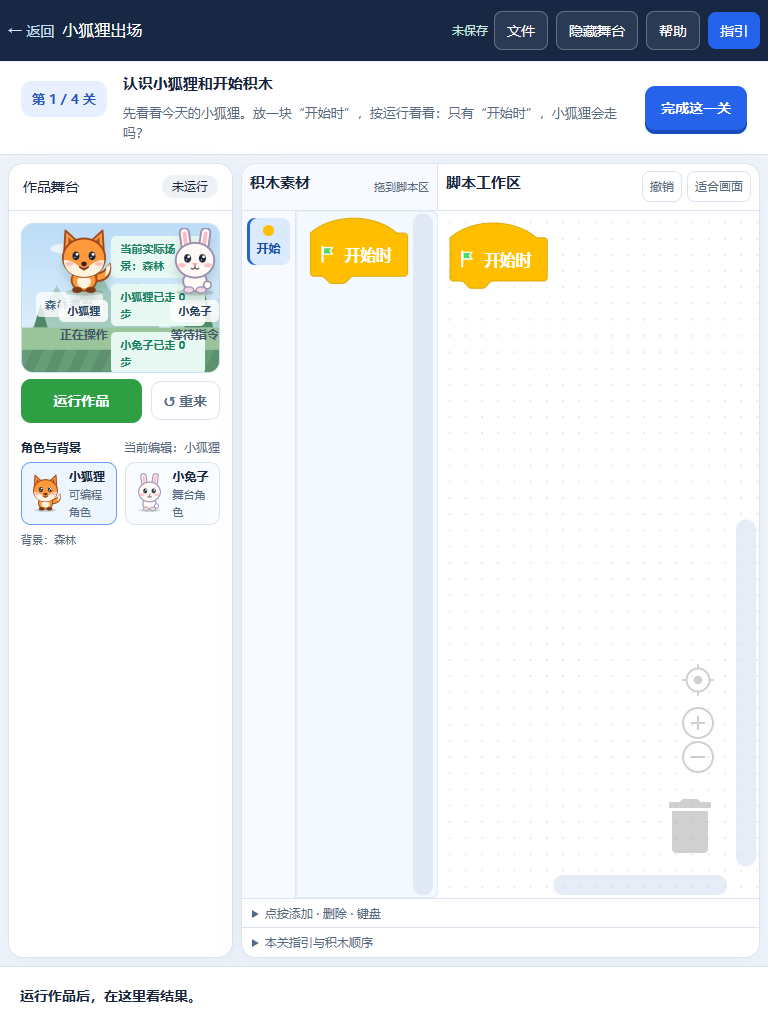 ← 返回 小狐狸出场
未保存 文件 隐藏舞台 帮助 指引
第 1 / 4 关
认识小狐狸和开始积木
先看看今天的小狐狸。放一块“开始时”，按运行看看：只有“开始时”，小狐狸会走
吗？
完成这一关
作品舞台 未运行
当前实际场
景：森林
森林
小狐狸已走 0
步
小狐狸
小兔子
正在操作
等待指令
小兔子已走 0
步
运行作品 ↺ 重来
角色与背景 当前编辑：小狐狸
小狐狸
可编程
角色
小兔子
舞台角
色
背景：森林
积木素材 拖到脚本区
开始
开始时
脚本工作区 撤销 适合画面
开始时
▶ 点按添加 · 删除 · 键盘
▶ 本关指引与积木顺序
运行作品后，在这里看结果。